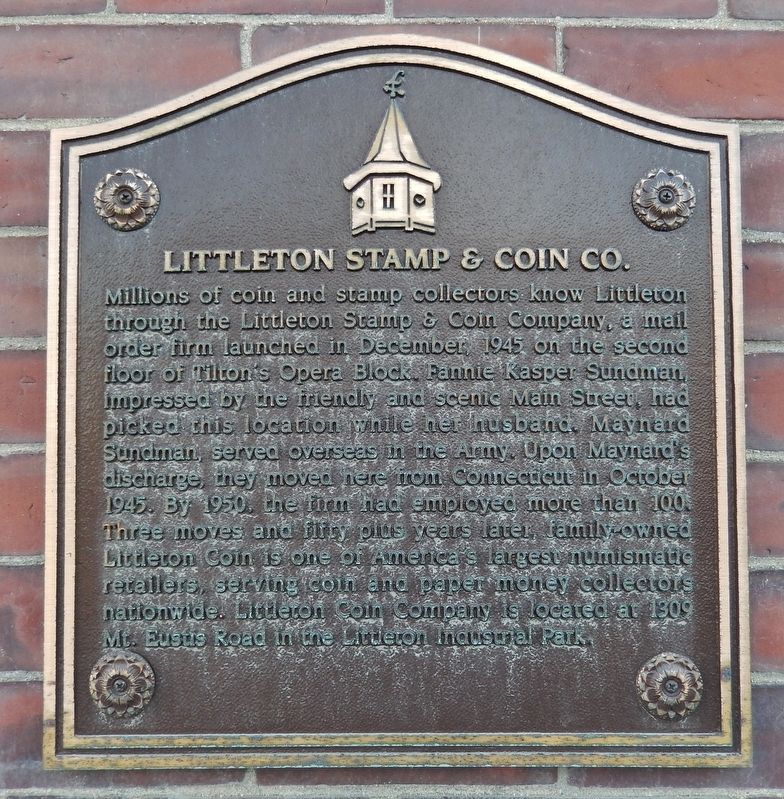 LITTLETON STAMP & COIN CO.
Millions of coin and stamp collectors know Littleton
through the Littleton Stamp & Coin Company, a mail
order firm launched in December, 1945 on the second
floor of Tilton's Opera Block. Fannie Kasper Sundman,
impressed by the friendly and scenic Main Street, had
picked this location while her husband, Maynard
Sundman, served overseas in the Army. Upon Maynard's
discharge, they moved here from Connecticut in October
1945. By 1950, the firm had employed more than 100.
Three moves and fifty plus years later, family-owned
Littleton Coin is one of America's largest numismatic
retailers, serving coin and paper money collectors
nationwide. Littleton Coin Company is located at 1309
Mt. Eustis Road in the Littleton Industrial Park.